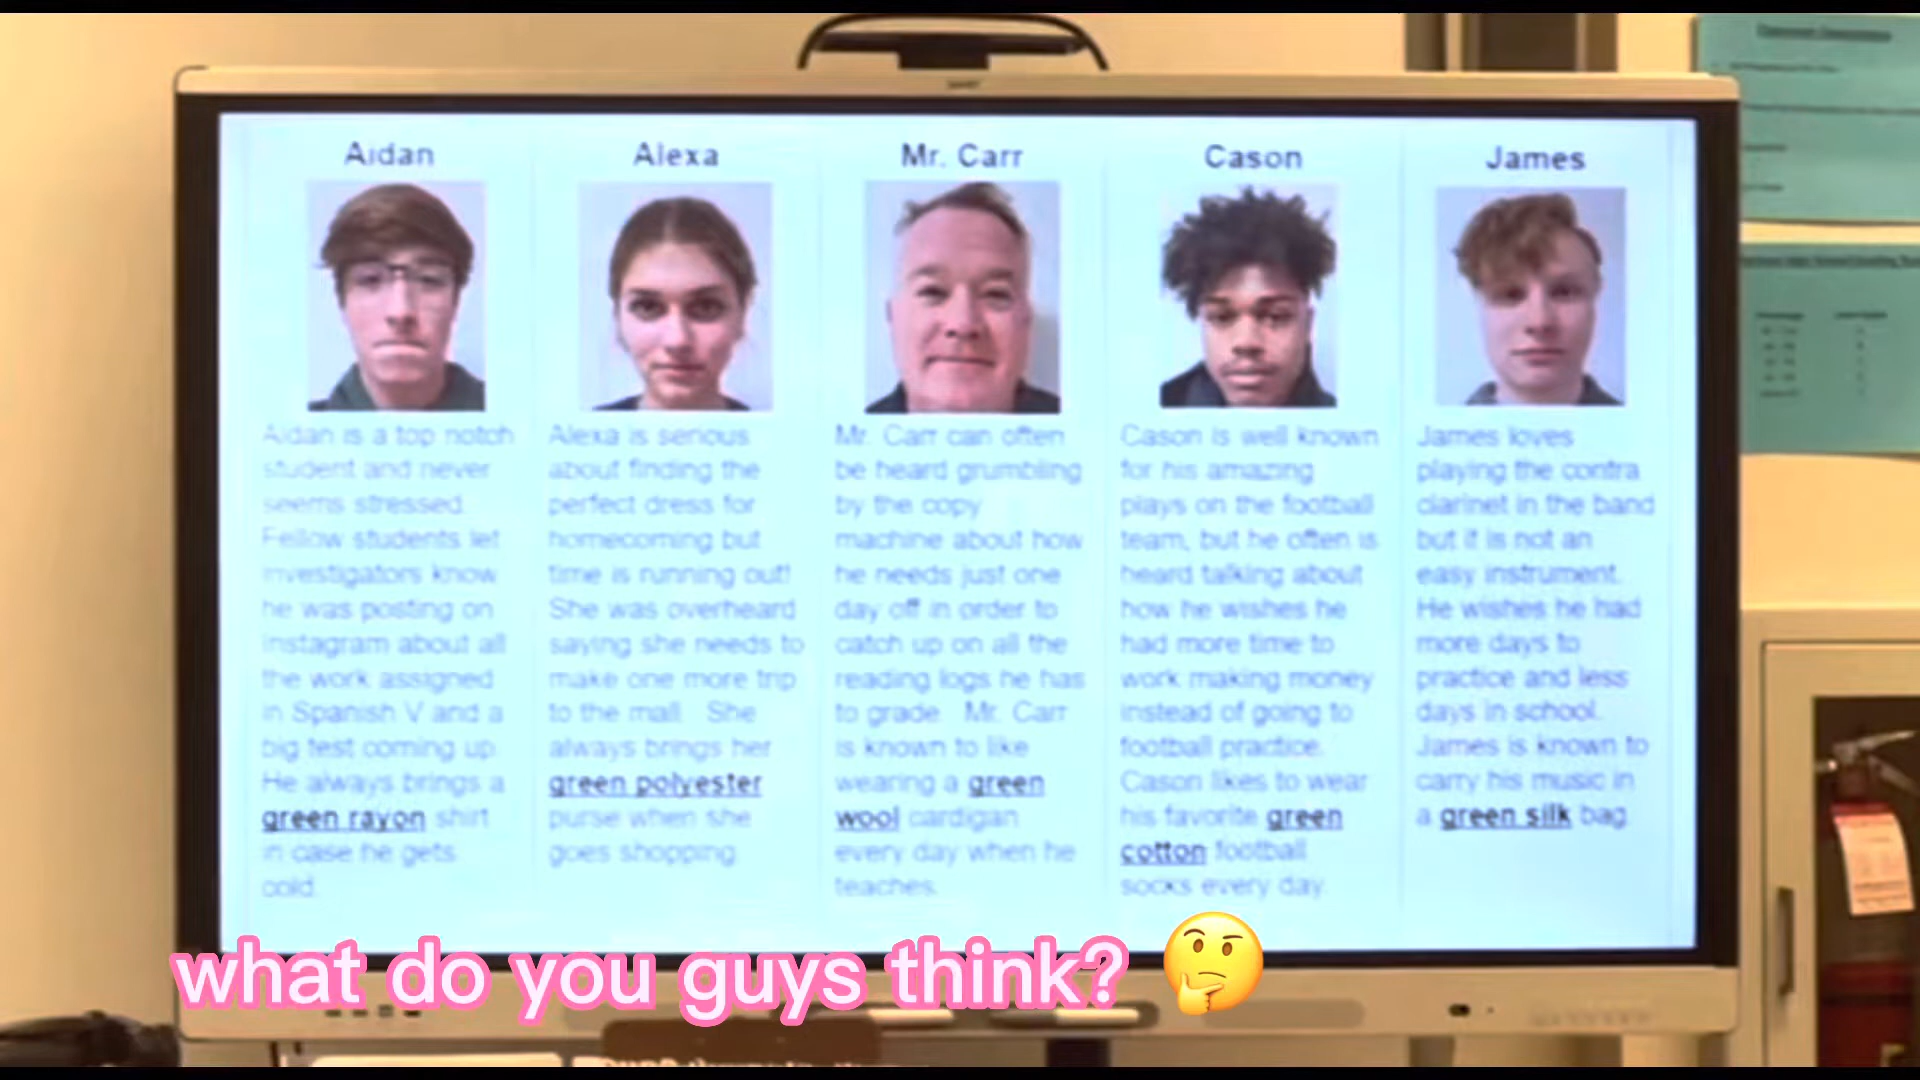 Aidan
Aidan is a top notch
student and never
seems stressed.
Fellow students let
investigators know
he was posting on
Instagram about all
the work assigned
in Spanish V and a
big test coming up.
He always brings a
green rayon shirt
in case he gets
cold.
Alexa
Alexa is serious
about finding the
perfect dress for
homecoming but
time is running out!
She was overheard
saying she needs to
make one more trip
to the mall. She
always brings her
green polyester
purse when she
goes shopping.
Mr. Carr
Mr. Carr can often
be heard grumbling
by the copy
machine about how
he needs just one
day off in order to
catch up on all the
reading logs he has
to grade. Mr. Carr
is known to like
wearing a green
wool cardigan
every day when he
teaches.
Cason
Cason is well known
for his amazing
plays on the football
team, but he often is
heard talking about
how he wishes he
had more time to
work making money
instead of going to
football practice.
Cason likes to wear
his favorite green
cotton football
socks every day.
James
James loves
playing the contra
clarinet in the band
but it is not an
easy instrument.
He wishes he had
more days to
practice and less
days in school.
James is known to
carry his music in
a green silk bag.
what do you guys think? 🤔